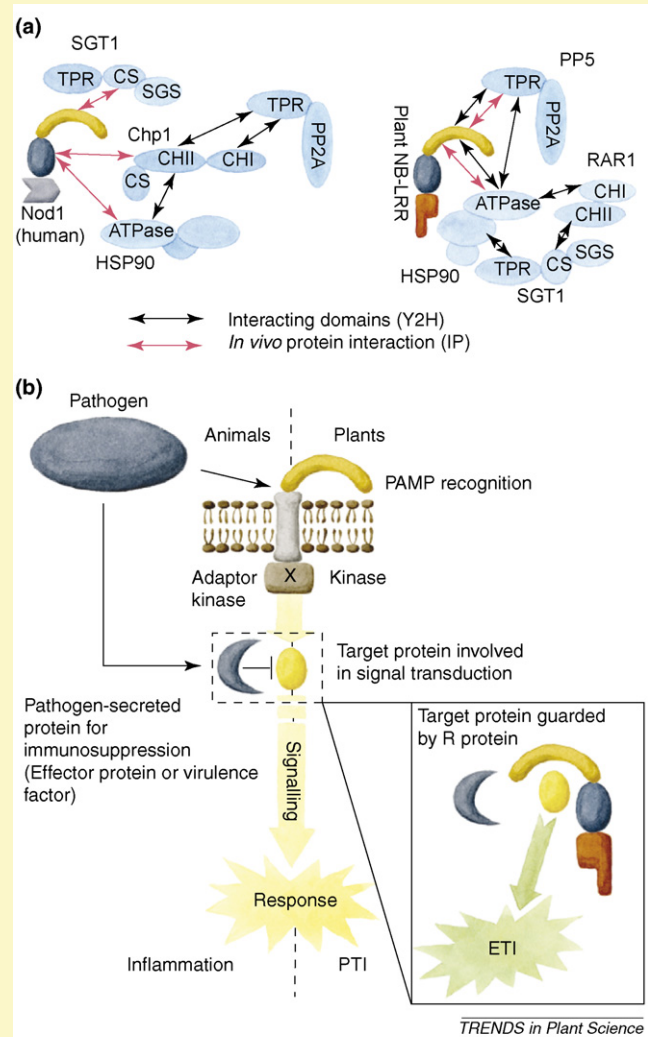 (a)
SGT1
TPR
CS
SGS
Chp1
CHII
CHI
TPR
PP2A
CS
Nod1
(human)
ATPase
HSP90
PP5
TPR
PP2A
Plant NB-LRR
RAR1
CHI
CHII
ATPase
HSP90
TPR
CS
SGS
SGT1
Interacting domains (Y2H)
In vivo protein interaction (IP)
(b)
Pathogen
Animals
Plants
PAMP recognition
Adaptor
kinase
X
Kinase
Target protein involved
in signal transduction
Pathogen-secreted
protein for
immunosuppression
(Effector protein or virulence
factor)
Signalling
Target protein guarded
by R protein
Response
ETI
Inflammation
PTI
TRENDS in Plant Science